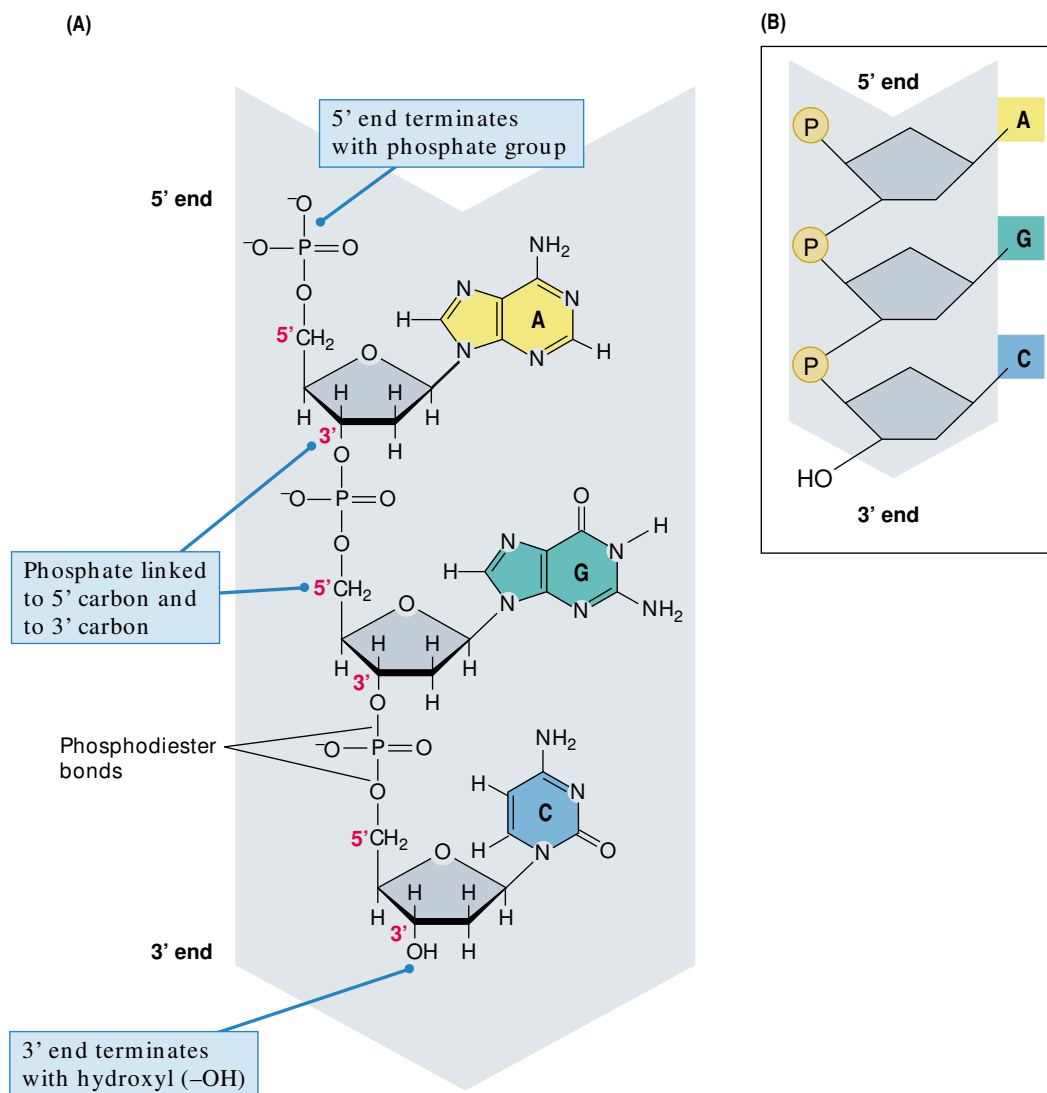 (A)
5’ end terminates
with phosphate group
5’ end
–O
–O–P=O
O
5’
CH2
O
H
H
H
H
H
3’
NH2
N
N
H
A
N
N
H
O
–O–P=O
O
5’
CH2
O
H
H
H
H
H
3’
O
N
N
H
H
G
N
N
NH2
Phosphate linked
to 5’ carbon and
to 3’ carbon
O
–O–P=O
O
Phosphodiester
bonds
5’
CH2
O
H
H
H
H
H
3’
OH
NH2
H
N
C
H
N
O
3’ end
3’ end terminates
with hydroxyl (–OH)
(B)
5’ end
P
A
P
G
P
C
HO
3’ end